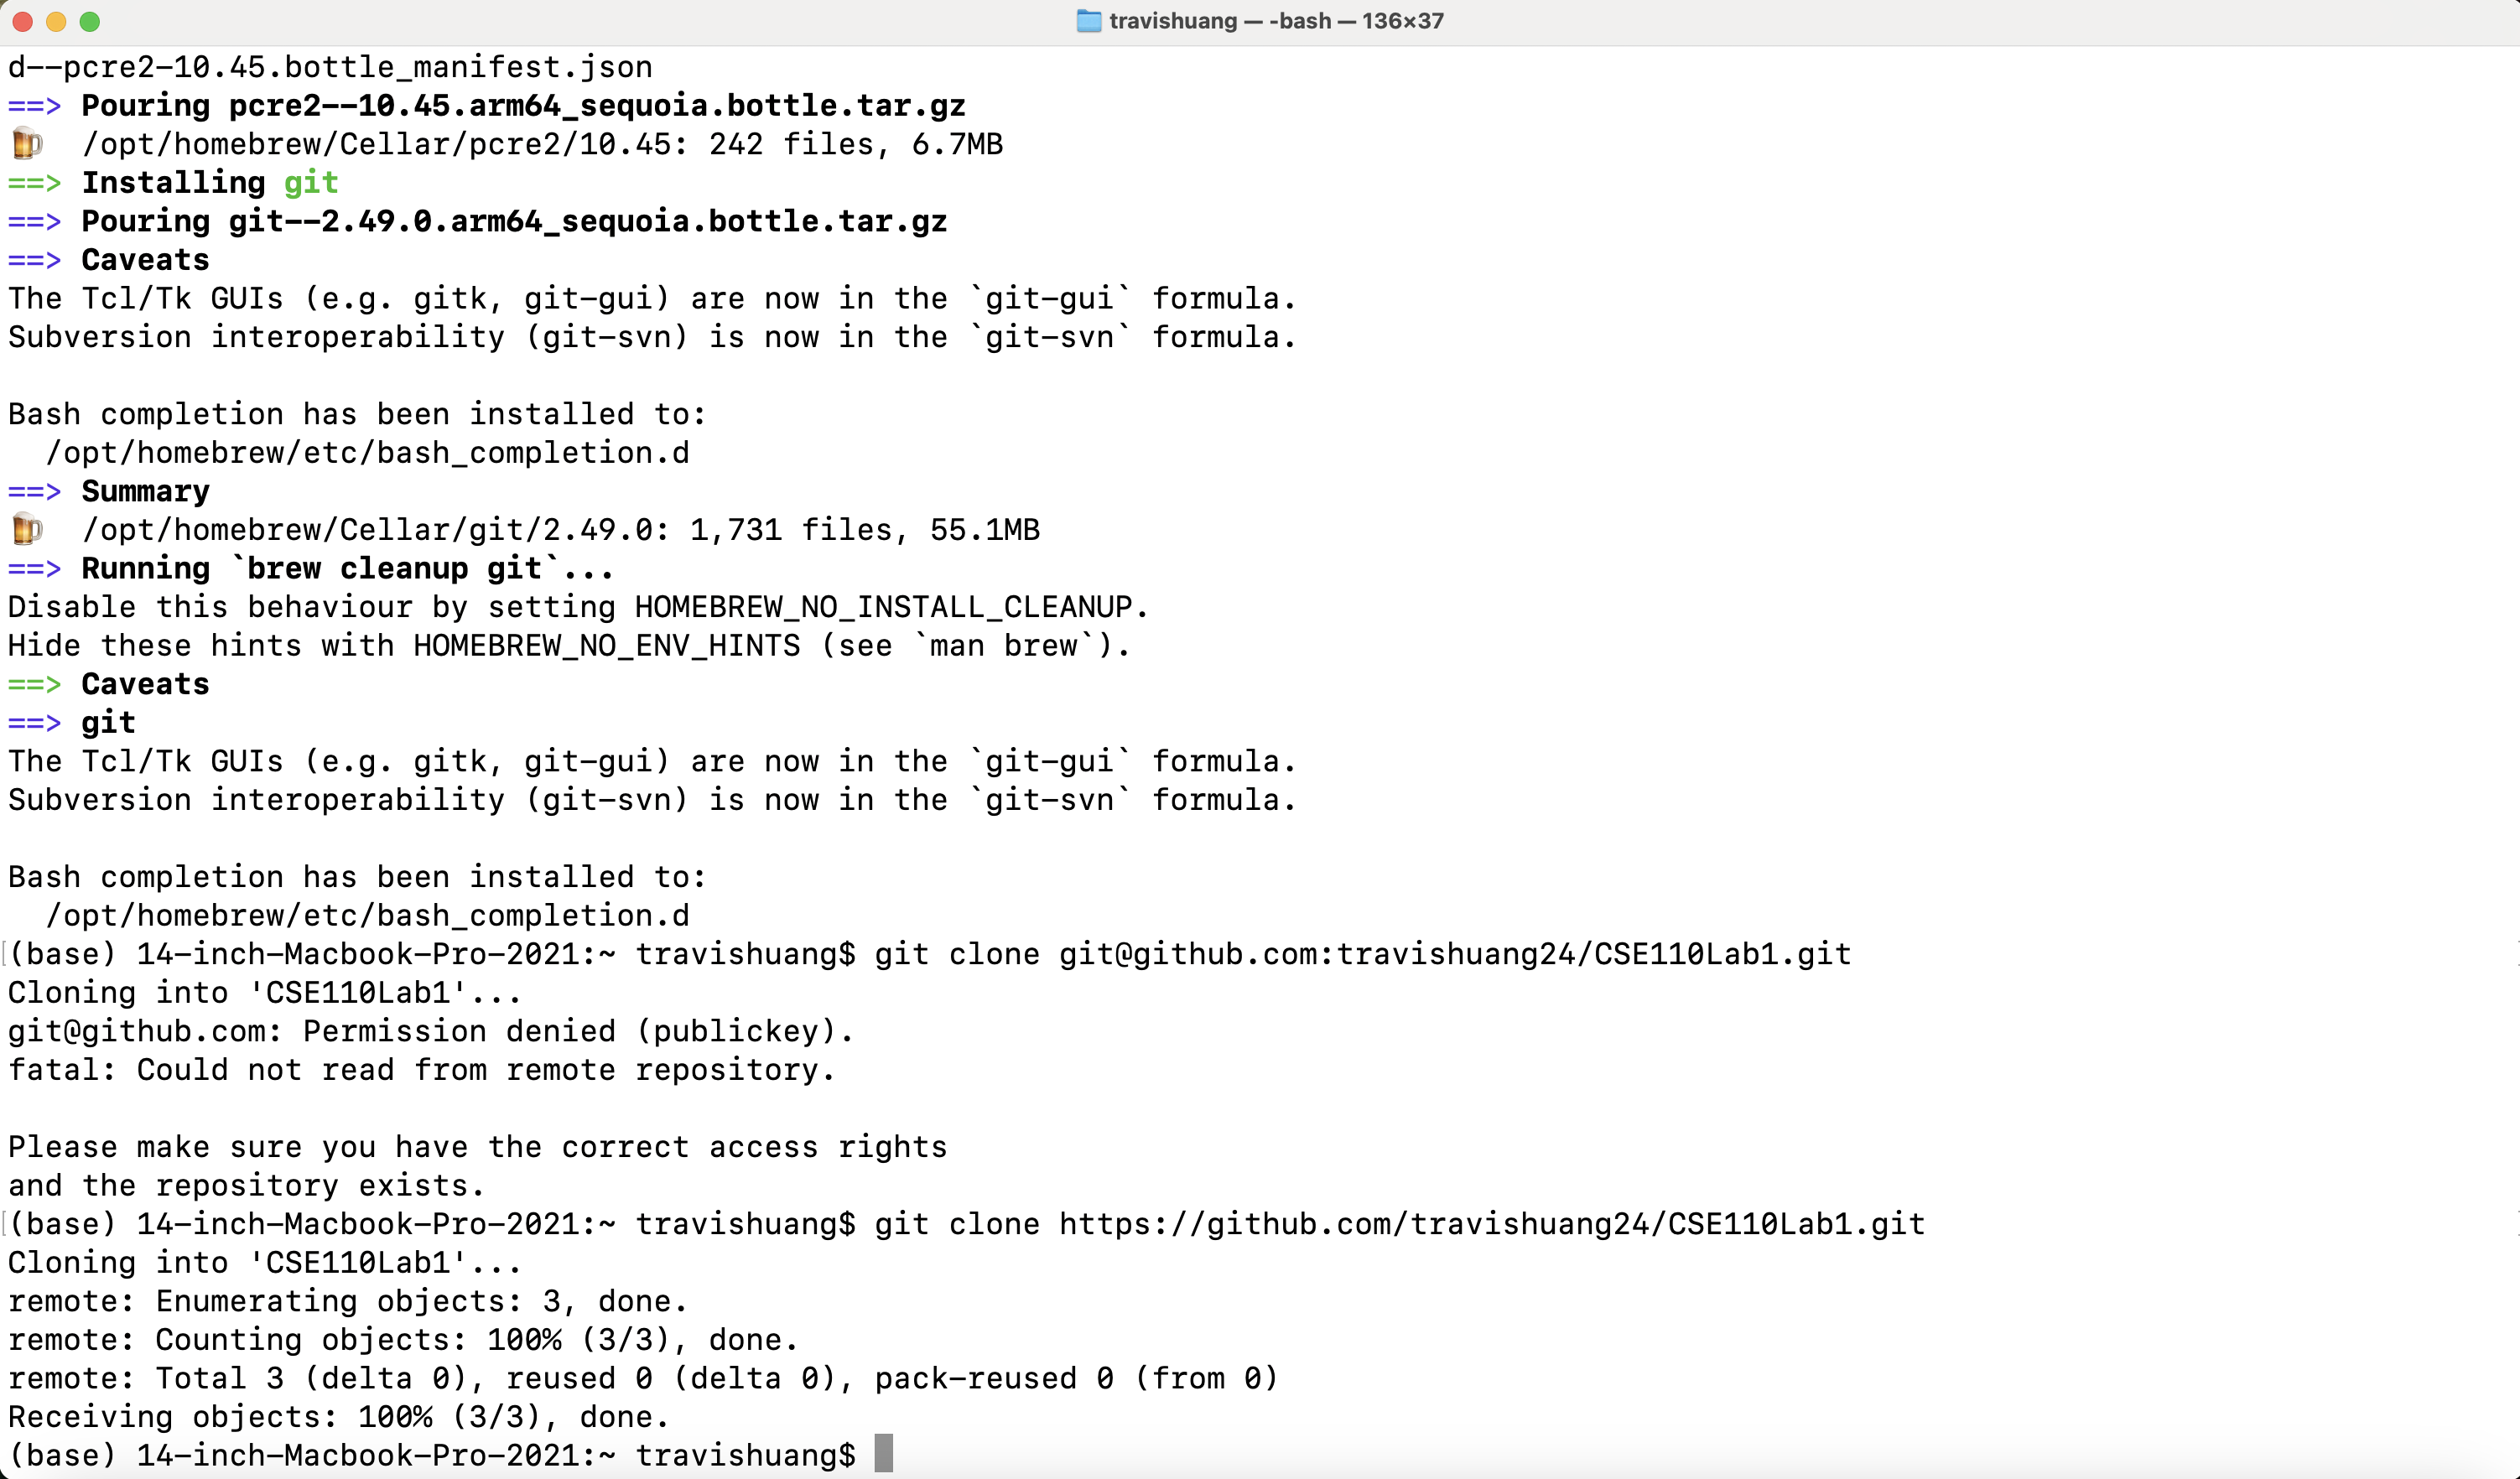 travishuang — -bash — 136×37
d--pcre2-10.45.bottle_manifest.json
==> Pouring pcre2--10.45.arm64_sequoia.bottle.tar.gz
🍺  /opt/homebrew/Cellar/pcre2/10.45: 242 files, 6.7MB
==> Installing git
==> Pouring git--2.49.0.arm64_sequoia.bottle.tar.gz
==> Caveats
The Tcl/Tk GUIs (e.g. gitk, git-gui) are now in the `git-gui` formula.
Subversion interoperability (git-svn) is now in the `git-svn` formula.

Bash completion has been installed to:
  /opt/homebrew/etc/bash_completion.d
==> Summary
🍺  /opt/homebrew/Cellar/git/2.49.0: 1,731 files, 55.1MB
==> Running `brew cleanup git`...
Disable this behaviour by setting HOMEBREW_NO_INSTALL_CLEANUP.
Hide these hints with HOMEBREW_NO_ENV_HINTS (see `man brew`).
==> Caveats
==> git
The Tcl/Tk GUIs (e.g. gitk, git-gui) are now in the `git-gui` formula.
Subversion interoperability (git-svn) is now in the `git-svn` formula.

Bash completion has been installed to:
  /opt/homebrew/etc/bash_completion.d
(base) 14-inch-Macbook-Pro-2021:~ travishuang$ git clone git@github.com:travishuang24/CSE110Lab1.git
Cloning into 'CSE110Lab1'...
git@github.com: Permission denied (publickey).
fatal: Could not read from remote repository.

Please make sure you have the correct access rights
and the repository exists.
(base) 14-inch-Macbook-Pro-2021:~ travishuang$ git clone https://github.com/travishuang24/CSE110Lab1.git
Cloning into 'CSE110Lab1'...
remote: Enumerating objects: 3, done.
remote: Counting objects: 100% (3/3), done.
remote: Total 3 (delta 0), reused 0 (delta 0), pack-reused 0 (from 0)
Receiving objects: 100% (3/3), done.
(base) 14-inch-Macbook-Pro-2021:~ travishuang$